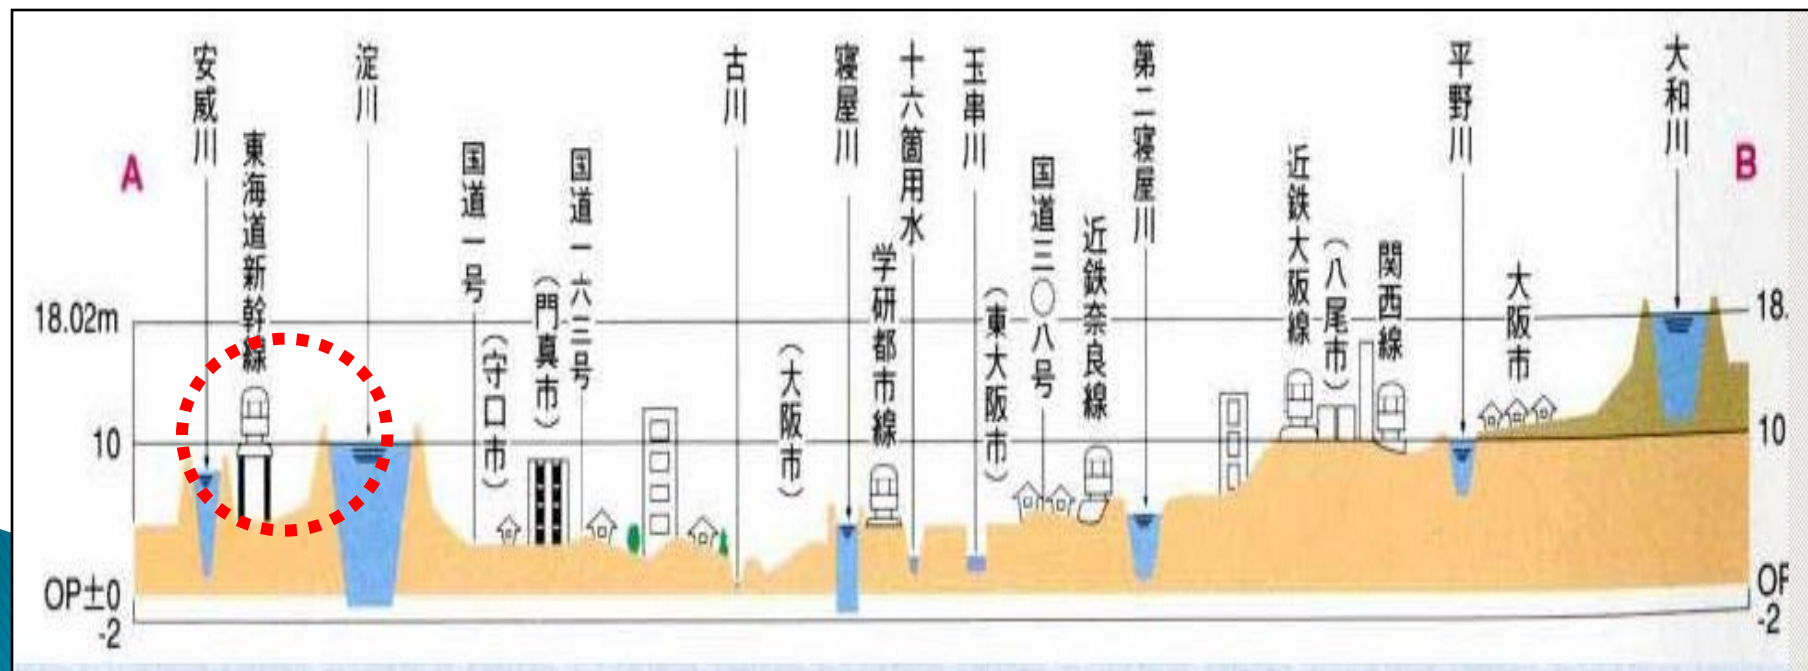 安威川
東海道新幹線
淀川
国道一号
(守口市)
(門真市)
国道一六三号
古川
(大阪市)
寝屋川
学研都市線
十六箇用水
玉串川
(東大阪市)
国道三〇八号
近鉄奈良線
第二寝屋川
近鉄大阪線
(八尾市)
関西線
平野川
大阪市
大和川
A
B
18.02m
18.
10
10
OP±0
OP
-2
-2